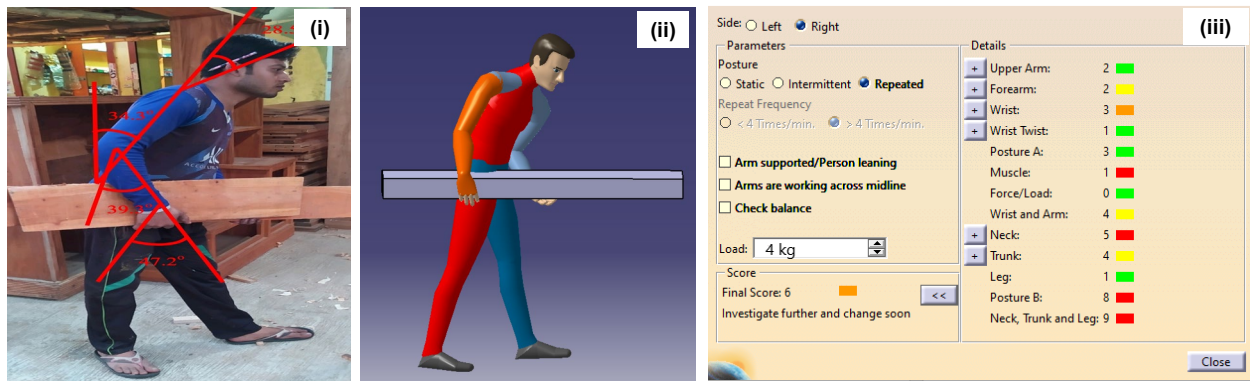 (i)
28.5
34.1°
39.2°
37.2°
(ii)
(iii)
Side: Left Right
Parameters
Posture
Static Intermittent Repeated
Repeat Frequency
< 4 Times/min. > 4 Times/min.
Arm supported/Person leaning
Arms are working across midline
Check balance
Load: 4 kg
Score
Final Score: 6
<<
Investigate further and change soon
Details
+ Upper Arm: 2
+ Forearm: 2
+ Wrist: 3
+ Wrist Twist: 1
Posture A: 3
Muscle: 1
Force/Load: 0
Wrist and Arm: 4
+ Neck: 5
+ Trunk: 4
Leg: 1
Posture B: 8
Neck, Trunk and Leg: 9
Close